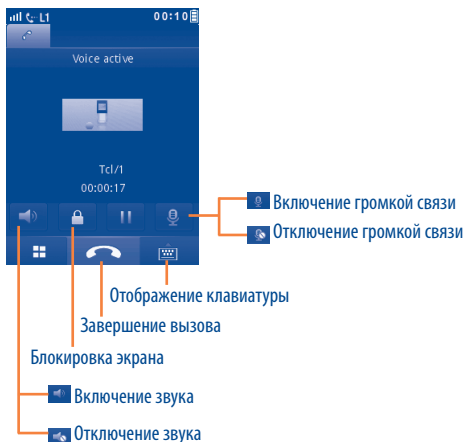 L1 00:10
Voice active
Tcl/1
00:00:17
Включение громкой связи
Отключение громкой связи
Отображение клавиатуры
Завершение вызова
Блокировка экрана
Включение звука
Отключение звука